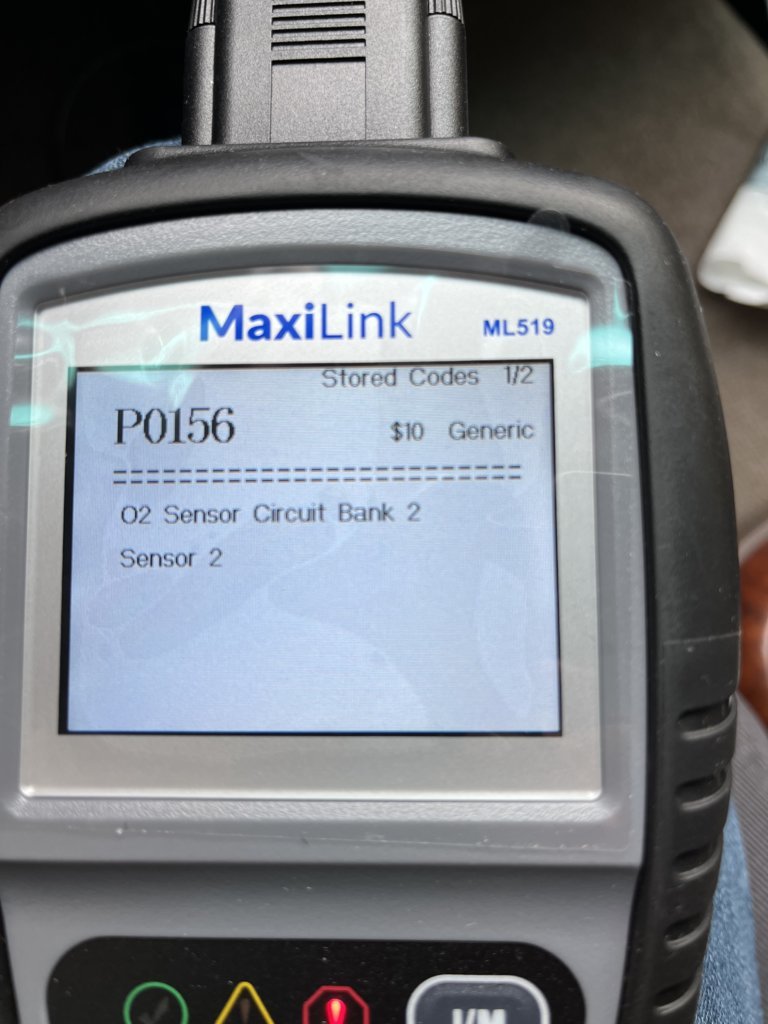 MaxiLink ML519
Stored Codes 1/2
P0156 $10 Generic
==========================
O2 Sensor Circuit Bank 2
Sensor 2
I/M